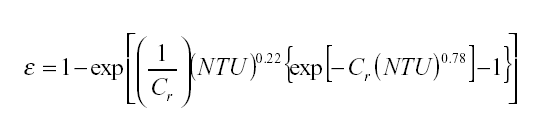 ε = 1 − exp[(1/C_r)(NTU)^0.22 {exp[−C_r(NTU)^0.78] − 1}]